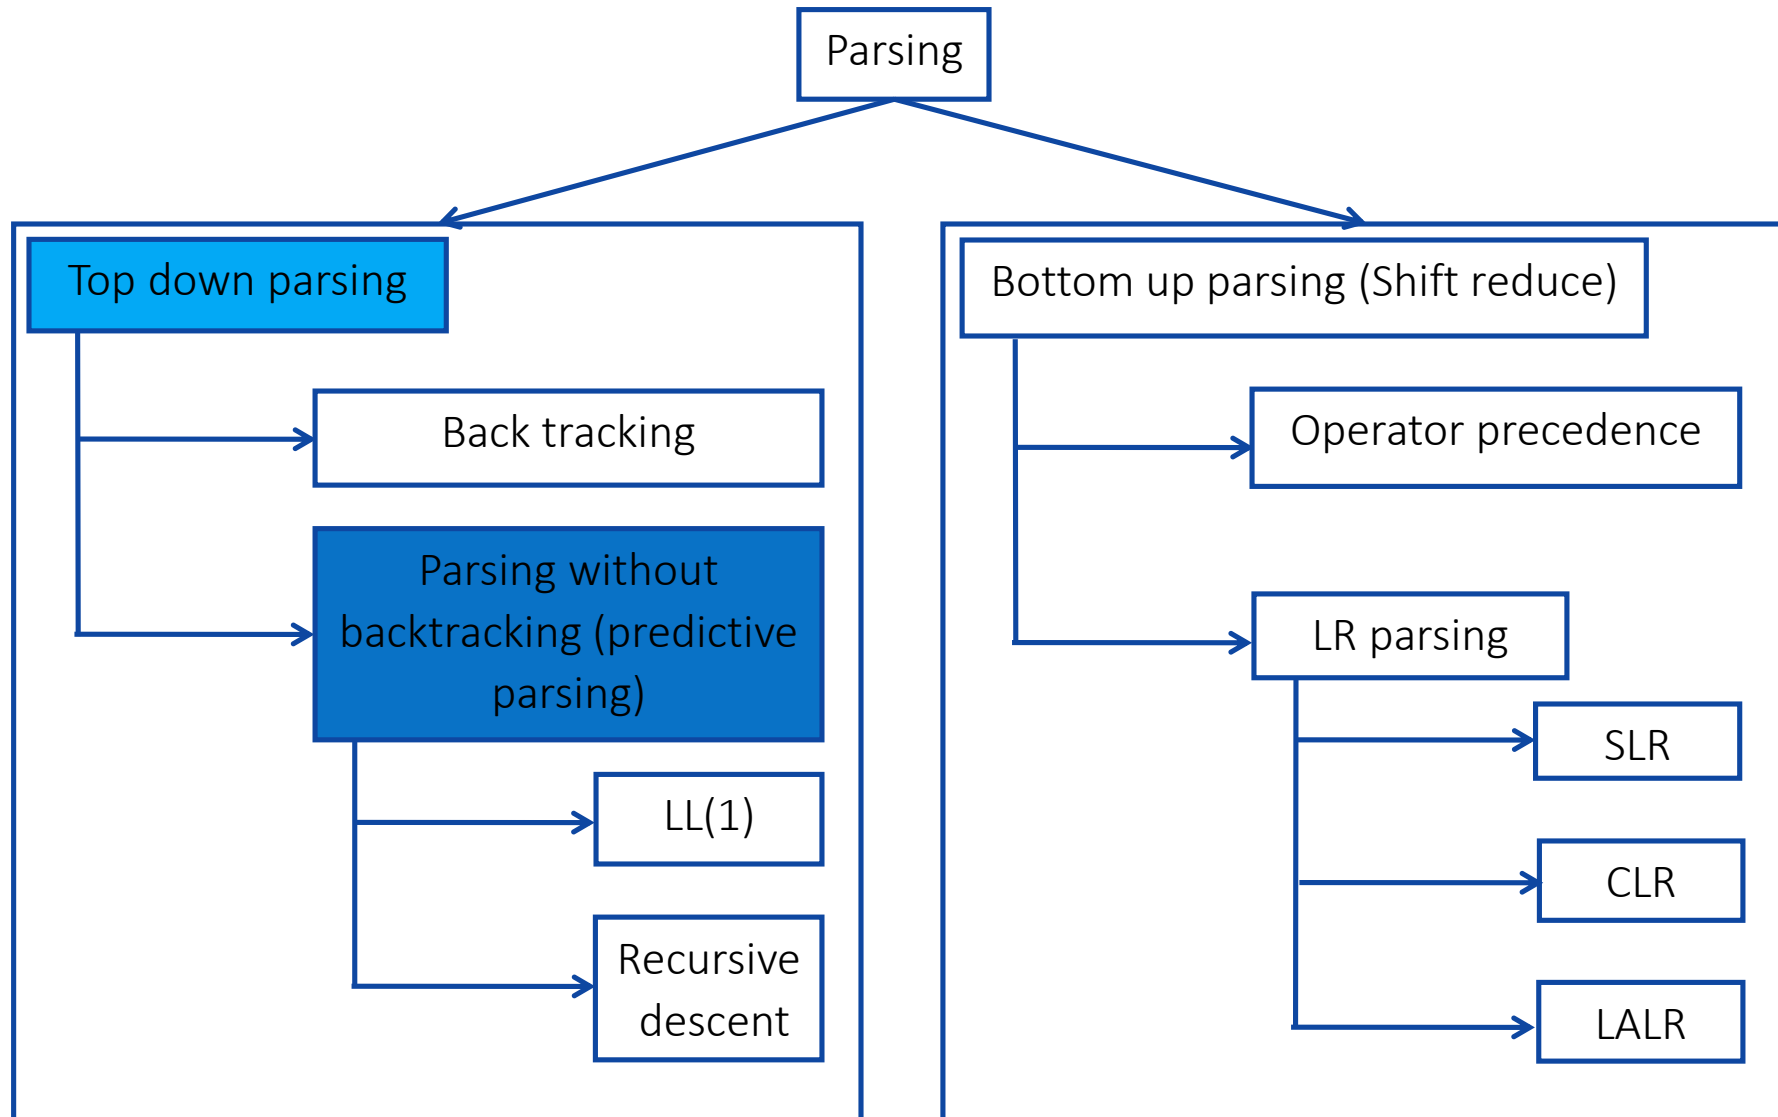 Parsing
Top down parsing
Back tracking
Parsing without
backtracking (predictive
parsing)
LL(1)
Recursive
descent
Bottom up parsing (Shift reduce)
Operator precedence
LR parsing
SLR
CLR
LALR